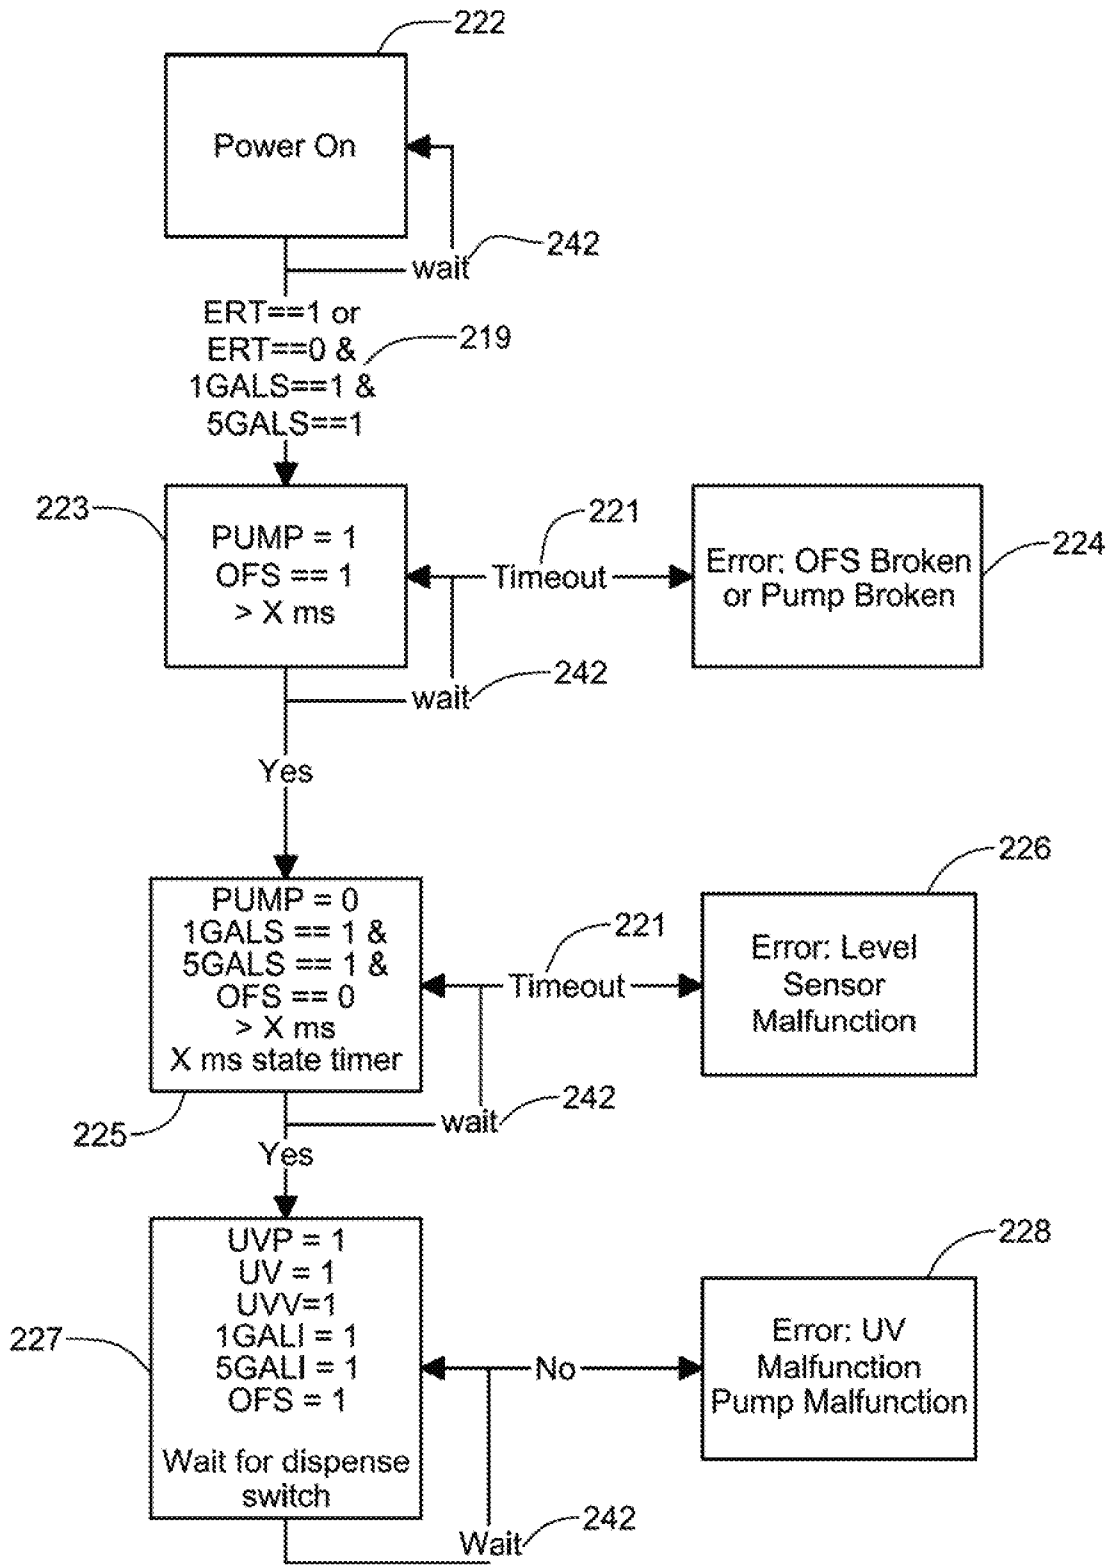 222
Power On
242
wait
ERT==1 or
ERT==0 &
219
1GALS==1 &
5GALS==1
223
PUMP = 1
OFS == 1
> X ms
221
Timeout
Error: OFS Broken
or Pump Broken
224
wait
242
Yes
226
PUMP = 0
1GALS == 1 &
5GALS == 1 &
OFS == 0
> X ms
X ms state timer
221
Timeout
Error: Level
Sensor
Malfunction
225
wait
242
Yes
228
UVP = 1
UV = 1
UVV=1
1GALI = 1
5GALI = 1
OFS = 1
Wait for dispense
switch
227
No
Error: UV
Malfunction
Pump Malfunction
Wait
242